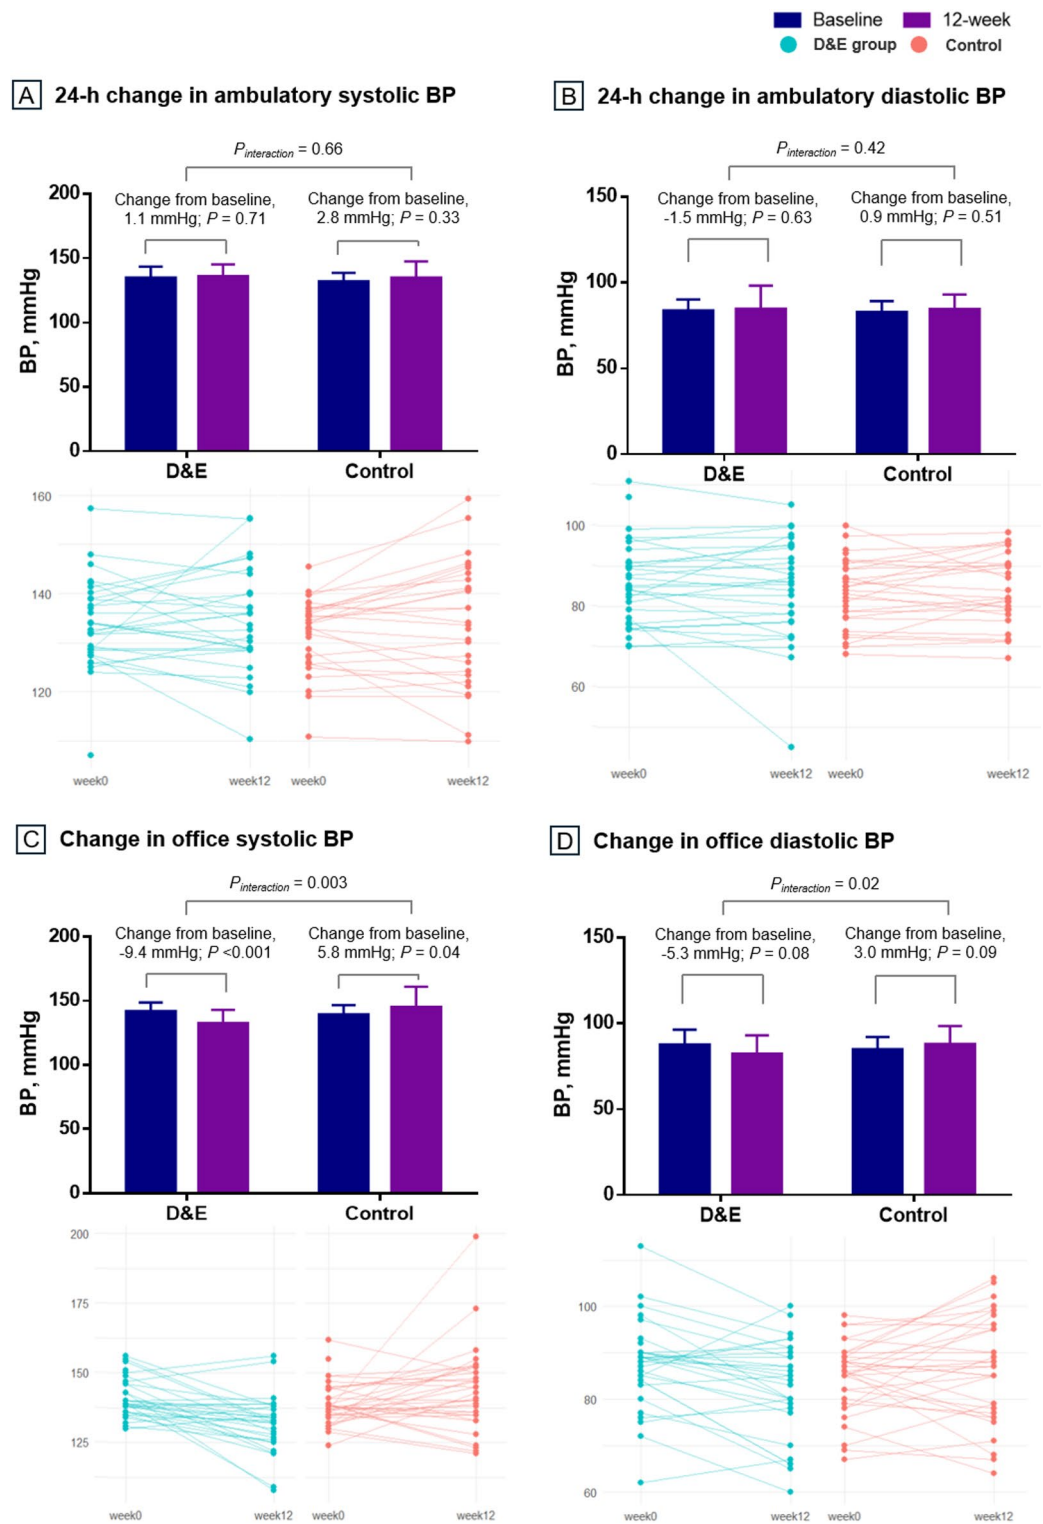 Baseline 12-week
D&E group Control
A 24-h change in ambulatory systolic BP
P interaction = 0.66
Change from baseline, 1.1 mmHg; P = 0.71
Change from baseline, 2.8 mmHg; P = 0.33
BP, mmHg
200
150
100
50
0
D&E Control
160
140
120
week0 week12 week0 week12
B 24-h change in ambulatory diastolic BP
P interaction = 0.42
Change from baseline, -1.5 mmHg; P = 0.63
Change from baseline, 0.9 mmHg; P = 0.51
BP, mmHg
150
100
50
0
D&E Control
100
80
60
week0 week12 week0 week12
C Change in office systolic BP
P interaction = 0.003
Change from baseline, -9.4 mmHg; P <0.001
Change from baseline, 5.8 mmHg; P = 0.04
BP, mmHg
200
150
100
50
0
D&E Control
200
175
150
125
week0 week12 week0 week12
D Change in office diastolic BP
P interaction = 0.02
Change from baseline, -5.3 mmHg; P = 0.08
Change from baseline, 3.0 mmHg; P = 0.09
BP, mmHg
150
100
50
0
D&E Control
100
80
60
week0 week12 week0 week12